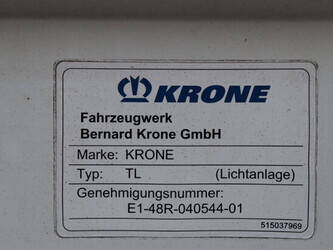 KRONE
Fahrzeugwerk
Bernard Krone GmbH
Marke: KRONE
Typ: TL (Lichtanlage)
Genehmigungsnummer:
E1-48R-040544-01
515037969